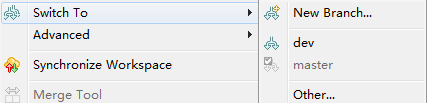 Switch To
Advanced
Synchronize Workspace
Merge Tool
New Branch...
dev
master
Other...